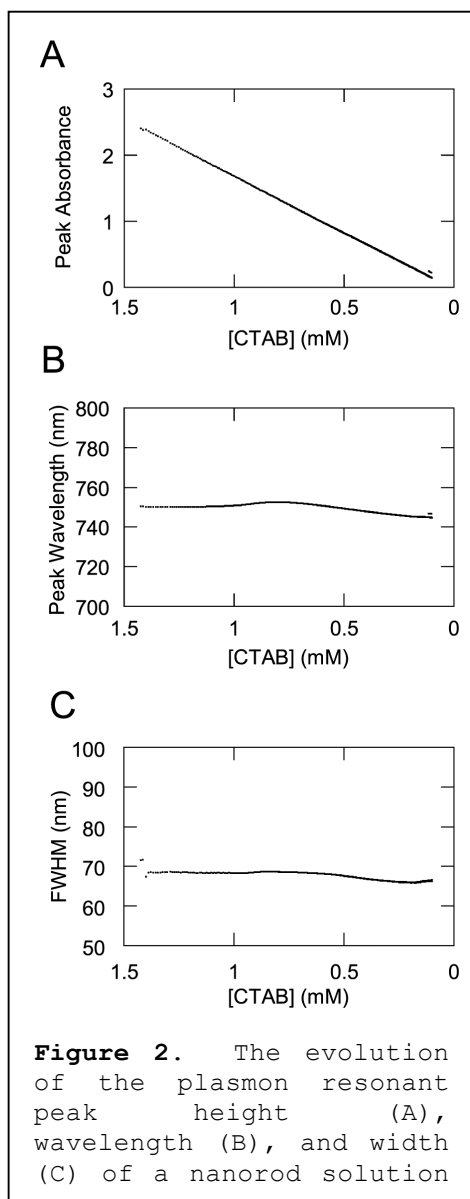 A
3
2
1
0
Peak Absorbance
1.5 1 0.5 0
[CTAB] (mM)
B
800
780
760
740
720
700
Peak Wavelength (nm)
1.5 1 0.5 0
[CTAB] (mM)
C
100
90
80
70
60
50
FWHM (nm)
1.5 1 0.5 0
[CTAB] (mM)
Figure 2. The evolution
of the plasmon resonant
peak height (A),
wavelength (B), and width
(C) of a nanorod solution